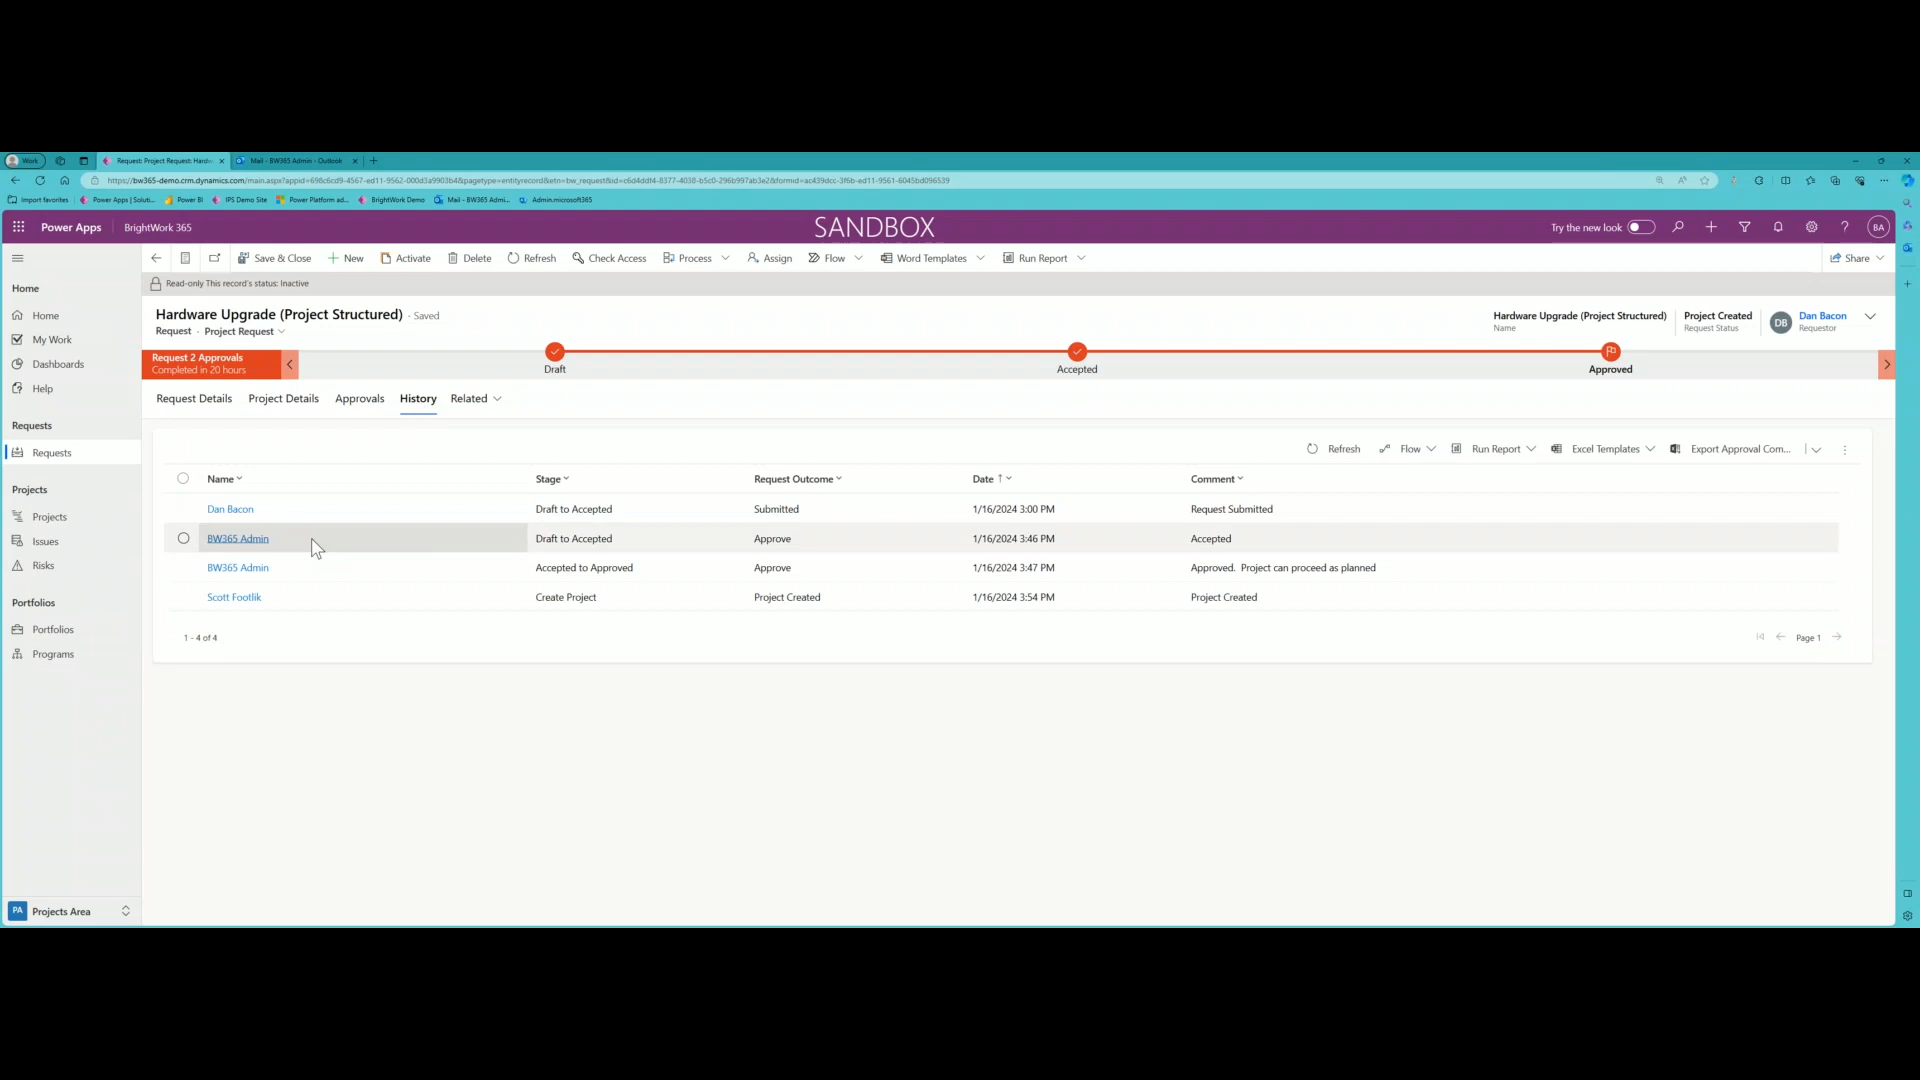 Work
Request: Project Request: Hardw
Mail - BW365 Admin - Outlook
https://bw365-demo.crm.dynamics.com/main.aspx?appid=698c6cd9-4567-ed11-9562-000d3a9903b4&pagetype=entityrecord&etn=bw_request&id=c6d4ddf4-8377-4038-b5c0-296b997ab3e2&formid=ac439dcc-3f6b-ed11-9561-6045bd096539
Import favorites
Power Apps | Soluti...
Power BI
IPS Demo Site
Power Platform ad...
BrightWork Demo
Mail - BW365 Admi...
Admin.microsoft365
Power Apps
BrightWork 365
SANDBOX
Try the new look
BA
Save & Close
New
Activate
Delete
Refresh
Check Access
Process
Assign
Flow
Word Templates
Run Report
Share
Read-only This record's status: Inactive
Home
Home
My Work
Dashboards
Help
Requests
Requests
Projects
Projects
Issues
Risks
Portfolios
Portfolios
Programs
PA
Projects Area
Hardware Upgrade (Project Structured) - Saved
Request · Project Request
Hardware Upgrade (Project Structured)
Name
Project Created
Request Status
DB
Dan Bacon
Requestor
Request 2 Approvals
Completed in 20 hours
Draft
Accepted
Approved
Request Details
Project Details
Approvals
History
Related
Refresh
Flow
Run Report
Excel Templates
Export Approval Com...
Name Stage Request Outcome Date ↑ Comment
Dan Bacon Draft to Accepted Submitted 1/16/2024 3:00 PM Request Submitted
BW365 Admin Draft to Accepted Approve 1/16/2024 3:46 PM Accepted
BW365 Admin Accepted to Approved Approve 1/16/2024 3:47 PM Approved. Project can proceed as planned
Scott Footlik Create Project Project Created 1/16/2024 3:54 PM Project Created
1 - 4 of 4
Page 1